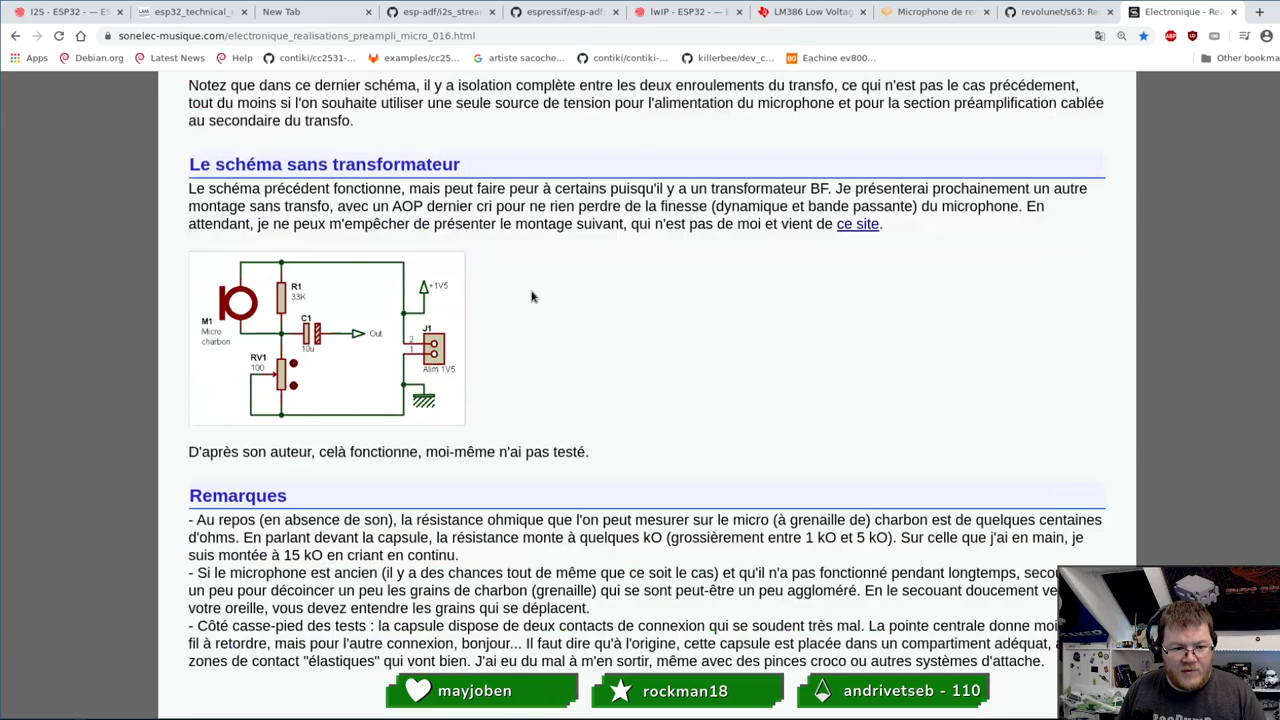 I2S - ESP32 - — ES
esp32_technical_
New Tab
esp-adf/i2s_strea
espressif/esp-adf
lwIP - ESP32 - —
LM386 Low Voltag
Microphone de re
revolunet/s63: Re
Electronique - Rea
sonelec-musique.com/electronique_realisations_preampli_micro_016.html
Apps
Debian.org
Latest News
Help
contiki/cc2531-...
examples/cc25...
artiste sacoche...
contiki/contiki-...
killerbee/dev_c...
Eachine ev800...
Other bookma
Notez que dans ce dernier schéma, il y a isolation complète entre les deux enroulements du transfo, ce qui n'est pas le cas précédement,
tout du moins si l'on souhaite utiliser une seule source de tension pour l'alimentation du microphone et pour la section préamplification cablée
au secondaire du transfo.
Le schéma sans transformateur
Le schéma précédent fonctionne, mais peut faire peur à certains puisqu'il y a un transformateur BF. Je présenterai prochainement un autre
montage sans transfo, avec un AOP dernier cri pour ne rien perdre de la finesse (dynamique et bande passante) du microphone. En
attendant, je ne peux m'empêcher de présenter le montage suivant, qui n'est pas de moi et vient de ce site.
R1
33K
+1V5
M1
Micro
charbon
C1
10u
Out
J1
2
1
Alim 1V5
RV1
100
D'après son auteur, celà fonctionne, moi-même n'ai pas testé.
Remarques
- Au repos (en absence de son), la résistance ohmique que l'on peut mesurer sur le micro (à grenaille de) charbon est de quelques centaines
d'ohms. En parlant devant la capsule, la résistance monte à quelques kO (grossièrement entre 1 kO et 5 kO). Sur celle que j'ai en main, je
suis montée à 15 kO en criant en continu.
- Si le microphone est ancien (il y a des chances tout de même que ce soit le cas) et qu'il n'a pas fonctionné pendant longtemps, secou
un peu pour décoincer un peu les grains de charbon (grenaille) qui se sont peut-être un peu aggloméré. En le secouant doucement ve
votre oreille, vous devez entendre les grains qui se déplacent.
- Côté casse-pied des tests : la capsule dispose de deux contacts de connexion qui se soudent très mal. La pointe centrale donne moi
fil à retordre, mais pour l'autre connexion, bonjour... Il faut dire qu'à l'origine, cette capsule est placée dans un compartiment adéquat, a
zones de contact "élastiques" qui vont bien. J'ai eu du mal à m'en sortir, même avec des pinces croco ou autres systèmes d'attache.
mayjoben
rockman18
andrivetseb - 110